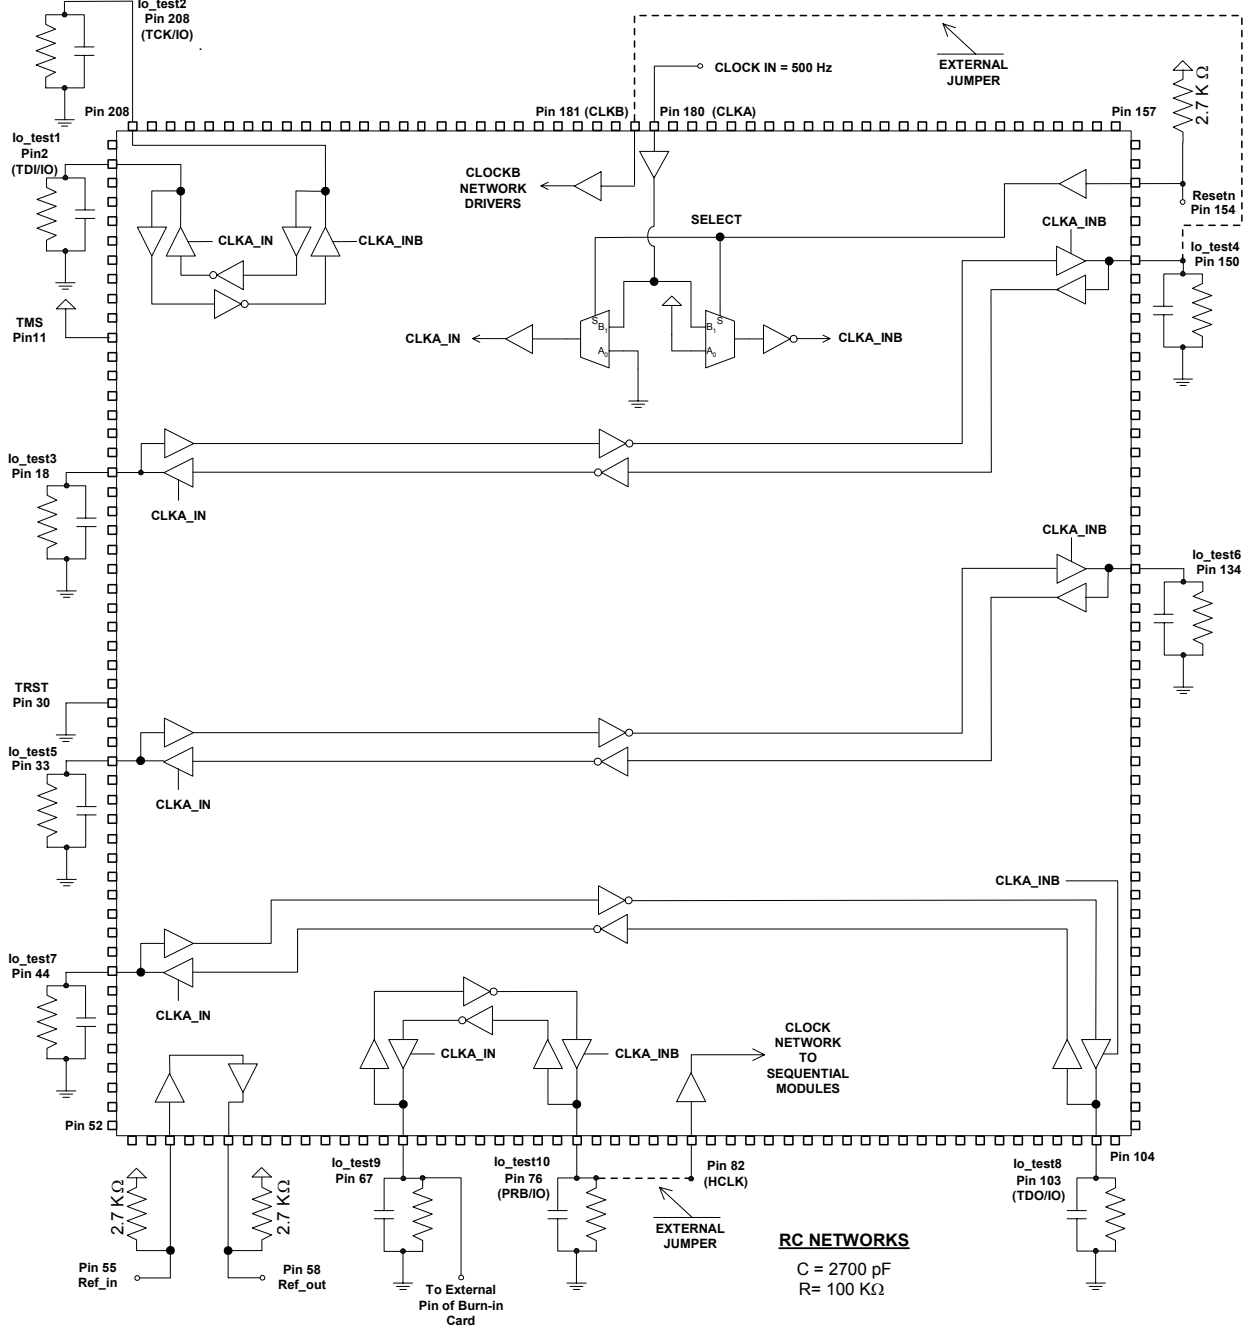 Io_test2
Pin 208
(TCK/IO)
EXTERNAL
JUMPER
CLOCK IN = 500 Hz
2.7 K Ω
Pin 208
Pin 181 (CLKB)
Pin 180 (CLKA)
Pin 157
Io_test1
Pin2
(TDI/IO)
CLOCKB
NETWORK
DRIVERS
Resetn
Pin 154
SELECT
CLKA_IN
CLKA_INB
CLKA_INB
Io_test4
Pin 150
TMS
Pin11
S
B1
A0
S
B1
A0
CLKA_IN
CLKA_INB
Io_test3
Pin 18
CLKA_IN
CLKA_INB
Io_test6
Pin 134
TRST
Pin 30
Io_test5
Pin 33
CLKA_IN
CLKA_INB
Io_test7
Pin 44
CLKA_IN
CLKA_IN
CLKA_INB
CLOCK
NETWORK
TO
SEQUENTIAL
MODULES
Pin 52
Pin 104
2.7 KΩ
2.7 KΩ
Io_test9
Pin 67
Io_test10
Pin 76
(PRB/IO)
Pin 82
(HCLK)
Io_test8
Pin 103
(TDO/IO)
EXTERNAL
JUMPER
Pin 55
Ref_in
Pin 58
Ref_out
To External
Pin of Burn-in
Card
RC NETWORKS
C = 2700 pF
R= 100 KΩ